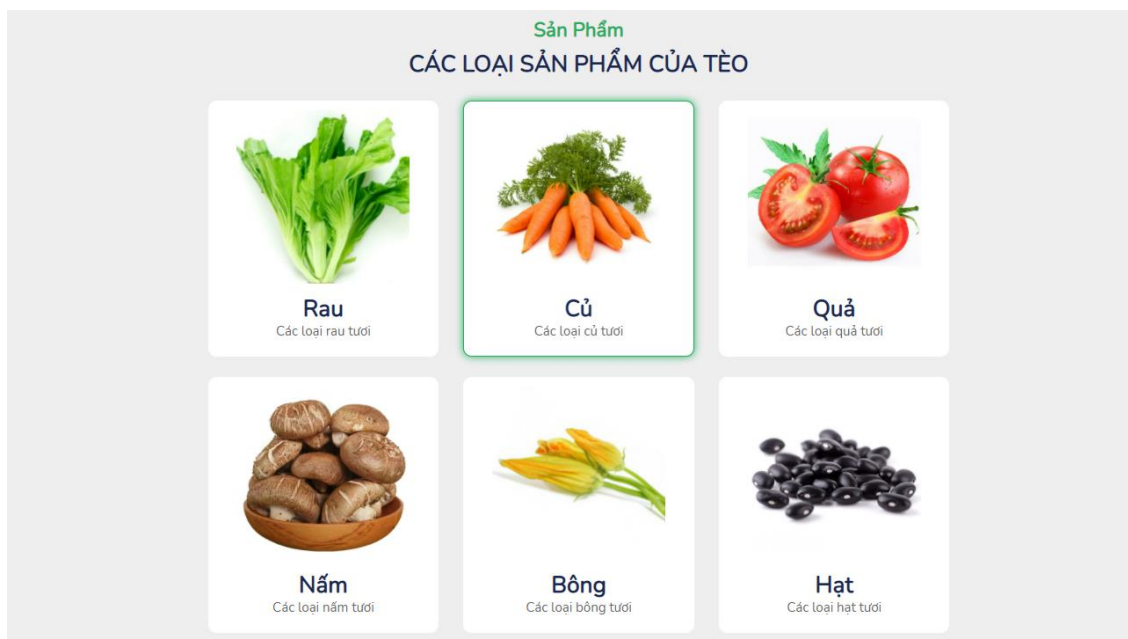 Sản Phẩm
CÁC LOẠI SẢN PHẨM CỦA TÈO
Rau
Các loại rau tươi
Củ
Các loại củ tươi
Quả
Các loại quả tươi
Nấm
Các loại nấm tươi
Bông
Các loại bông tươi
Hạt
Các loại hạt tươi